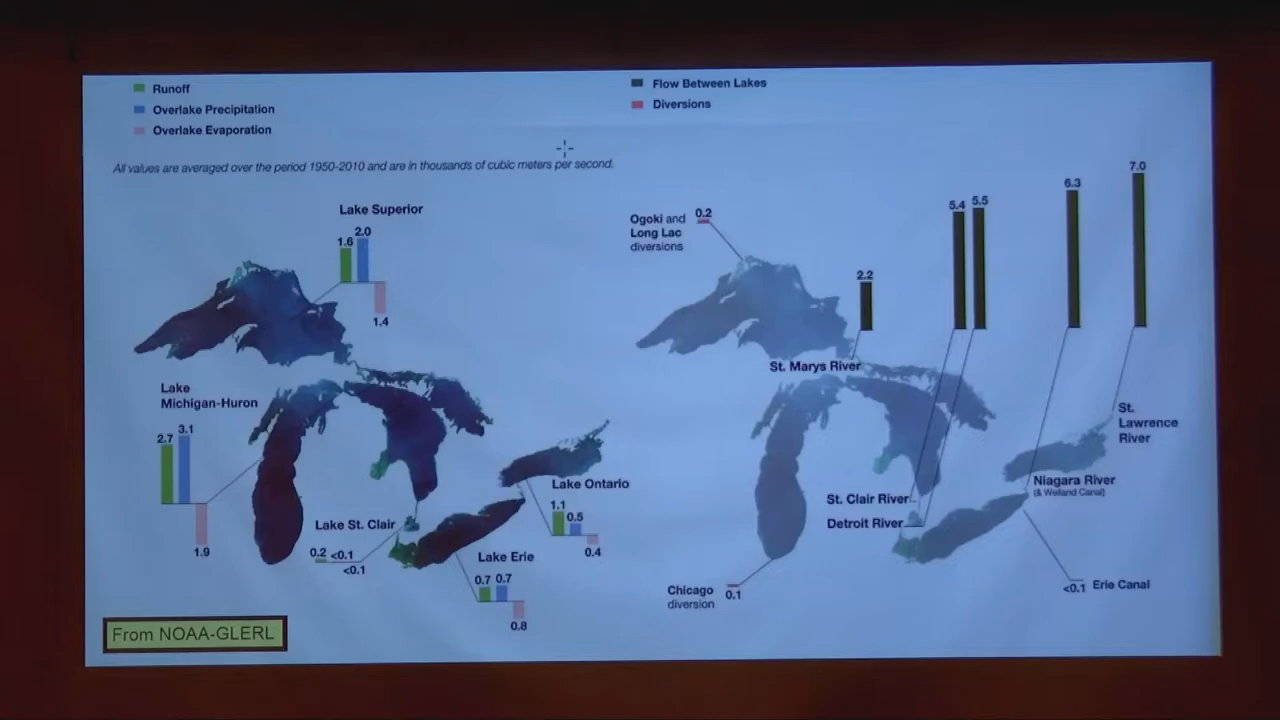 Runoff
Overlake Precipitation
Overlake Evaporation
Flow Between Lakes
Diversions
All values are averaged over the period 1950-2010 and are in thousands of cubic meters per second.
Lake Superior
1.6
2.0
1.4
Lake
Michigan-Huron
2.7
3.1
1.9
Lake St. Clair
0.2
<0.1
<0.1
Lake Erie
0.7
0.7
0.8
Lake Ontario
1.1
0.5
0.4
From NOAA-GLERL
Ogoki and
Long Lac
diversions
0.2
2.2
St. Marys River
5.4
5.5
6.3
7.0
St. Clair River
Detroit River
Niagara River
(& Welland Canal)
St.
Lawrence
River
Chicago
diversion
0.1
<0.1
Erie Canal